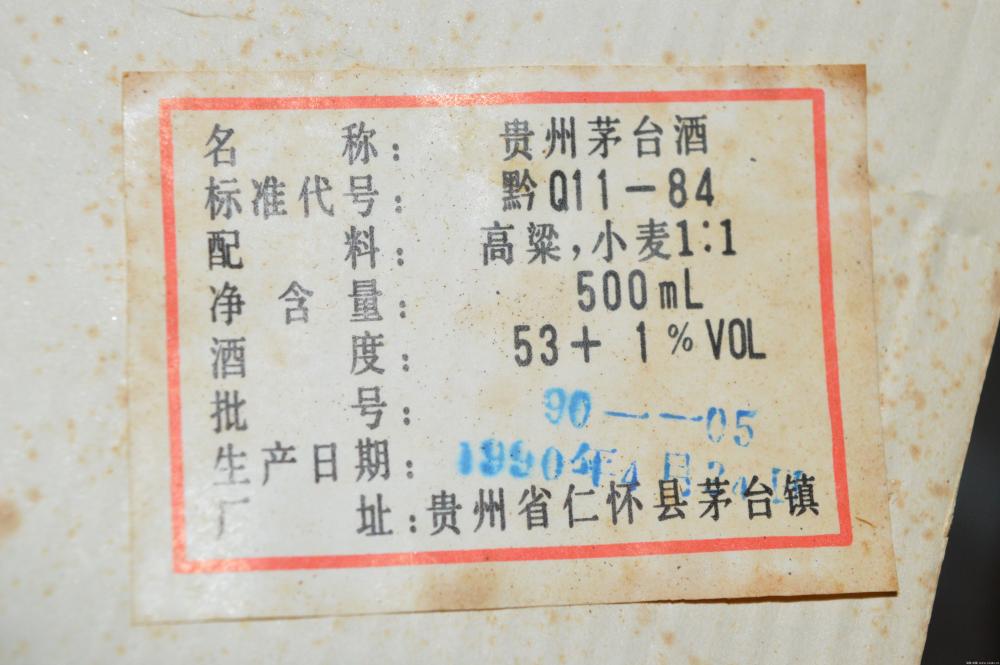 名称：贵州茅台酒
标准代号：黔Q11-84
配料：高粱,小麦1:1
净含量：500mL
酒度：53+ 1%VOL
批号：90——05
生产日期：1990年4月24日
厂址：贵州省仁怀县茅台镇